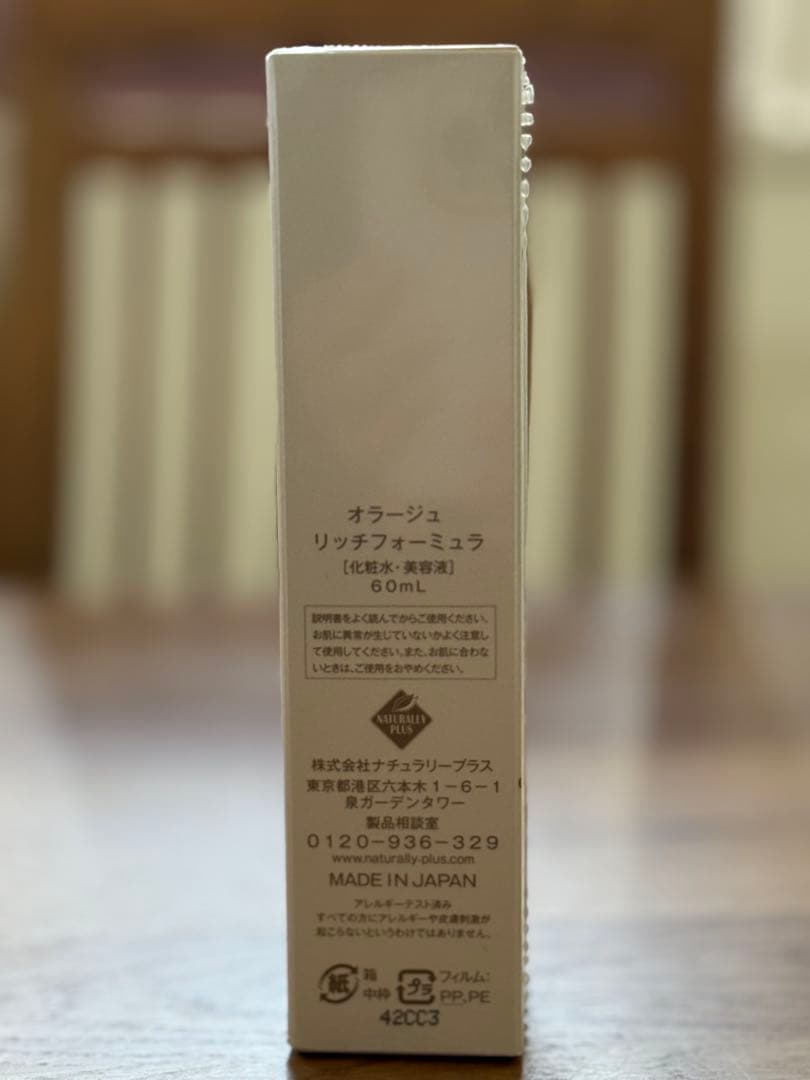 オラージュ
リッチフォーミュラ
[化粧水・美容液]
60mL
説明書をよく読んでからご使用ください。
お肌に異常が生じていないかよく注意し
て使用してください。また、お肌に合わな
いときは、ご使用をおやめください。
NATURALLY
PLUS
株式会社ナチュラリープラス
東京都港区六本木1-6-1
泉ガーデンタワー
製品相談室
0120-936-329
www.naturally-plus.com
MADE IN JAPAN
アレルギーテスト済み
すべての方にアレルギーや皮膚刺激が
起こらないというわけではありません。
紙 箱 プラ フィルム:
中枠 PP,PE
42CC3